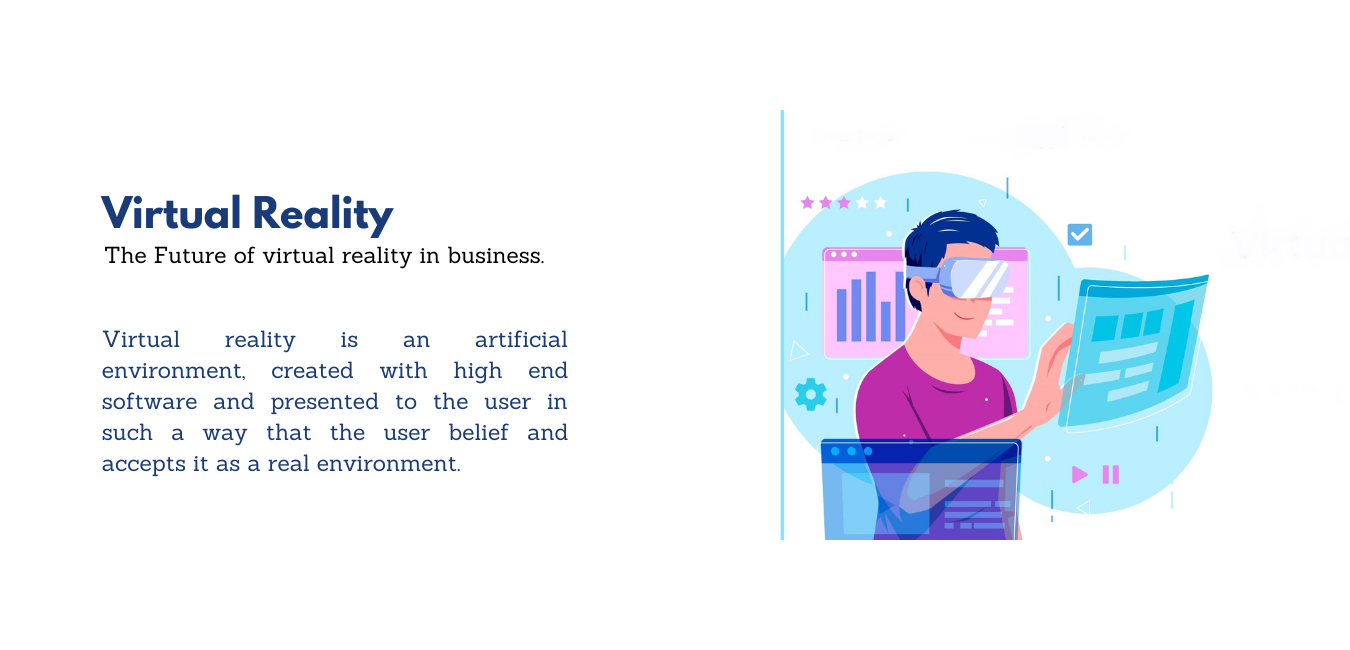 Virtual Reality
The Future of virtual reality in business.
Virtual reality is an artificial
environment, created with high end
software and presented to the user in
such a way that the user belief and
accepts it as a real environment.